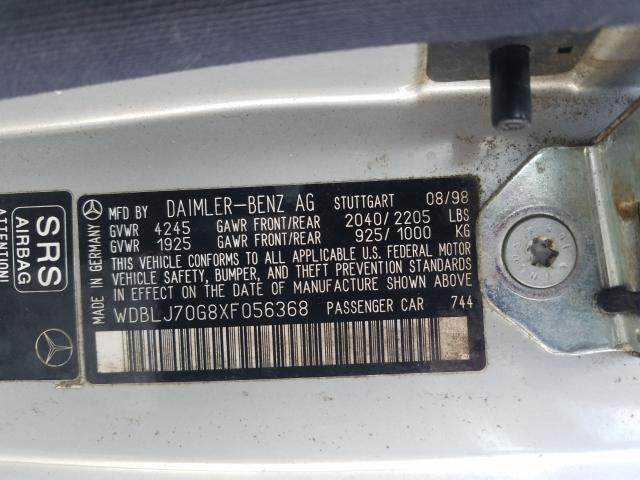 MFD. BY DAIMLER-BENZ AG STUTTGART 08/98
GVWR 4245 GAWR FRONT/REAR 2040/2205 LBS
GVWR 1925 GAWR FRONT/REAR 925/1000 KG
THIS VEHICLE CONFORMS TO ALL APPLICABLE U.S. FEDERAL MOTOR
VEHICLE SAFETY, BUMPER, AND THEFT PREVENTION STANDARDS
IN EFFECT ON THE DATE OF MANUFACTURE SHOWN ABOVE
WDBLJ70G8XF056368 PASSENGER CAR 744
MADE IN GERMANY
ATTENTION!
AIRBAG
SRS